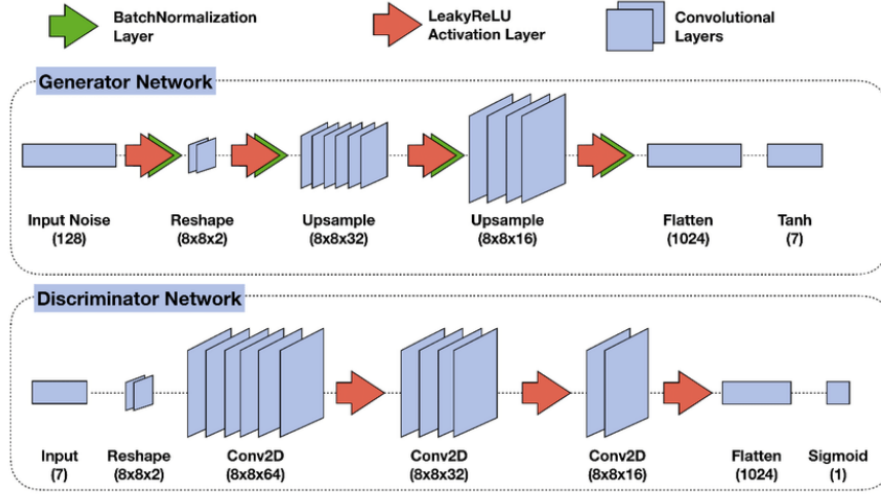 BatchNormalization
Layer
LeakyReLU
Activation Layer
Convolutional
Layers
Generator Network
Input Noise
(128)
Reshape
(8x8x2)
Upsample
(8x8x32)
Upsample
(8x8x16)
Flatten
(1024)
Tanh
(7)
Discriminator Network
Input
(7)
Reshape
(8x8x2)
Conv2D
(8x8x64)
Conv2D
(8x8x32)
Conv2D
(8x8x16)
Flatten
(1024)
Sigmoid
(1)